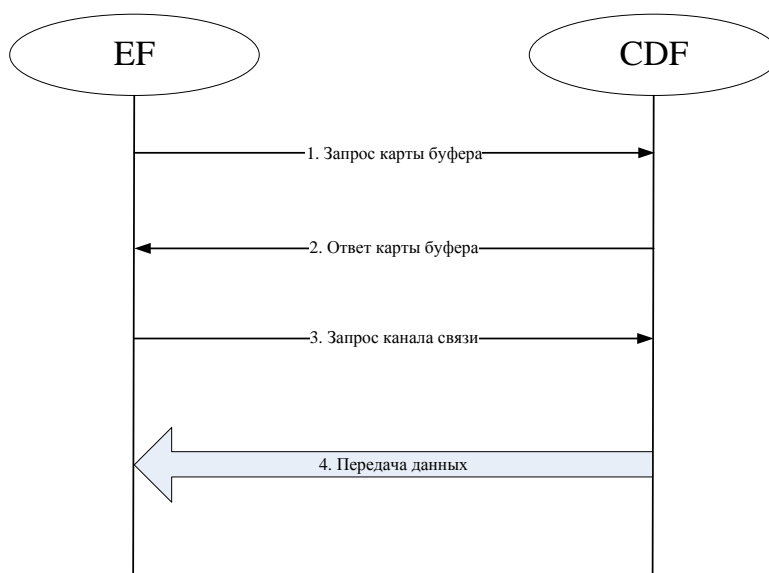 EF
CDF
1. Запрос карты буфера
2. Ответ карты буфера
3. Запрос канала связи
4. Передача данных